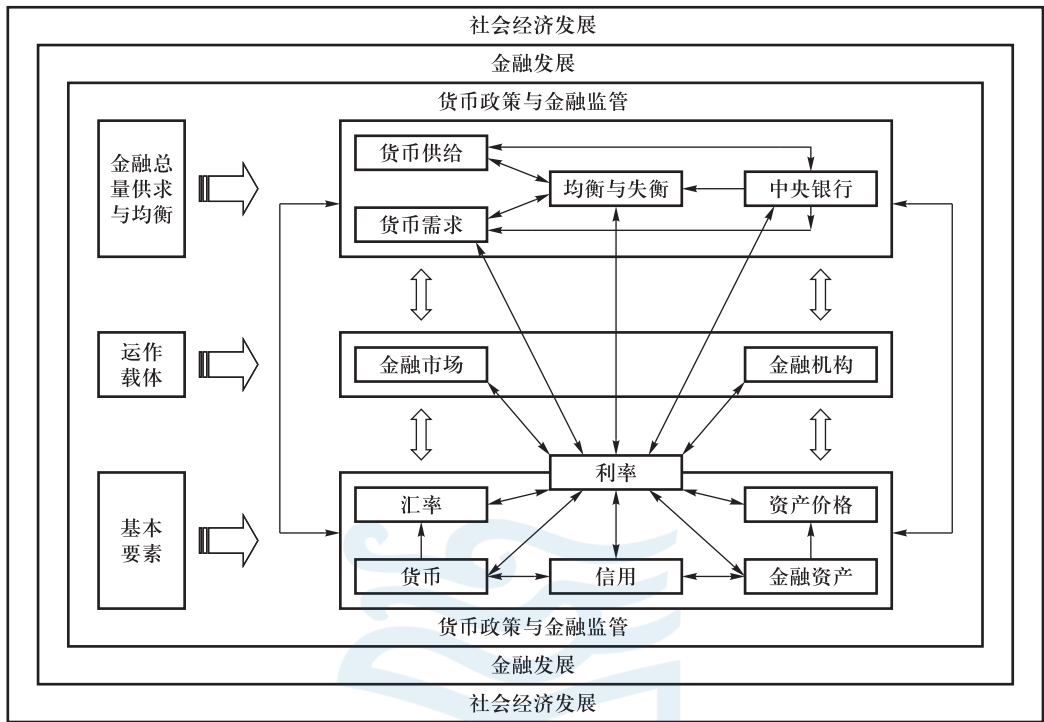 社会经济发展
金融发展
货币政策与金融监管
金融总
量供求
与均衡
货币供给
均衡与失衡
中央银行
货币需求
运作
载体
金融市场
金融机构
基本
要素
利率
汇率
资产价格
货币
信用
金融资产
货币政策与金融监管
金融发展
社会经济发展